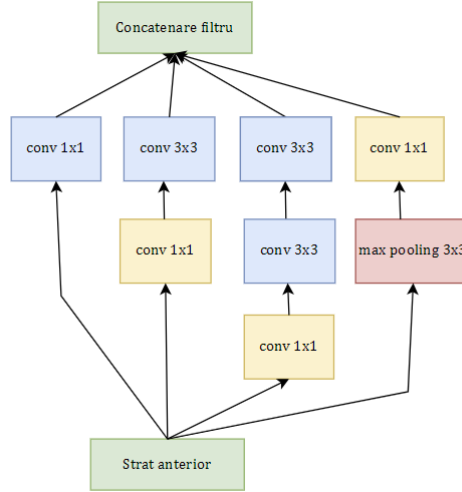 Concatenare filtru
conv 1x1
conv 3x3
conv 3x3
conv 1x1
conv 1x1
conv 3x3
max pooling 3x3
conv 1x1
Strat anterior